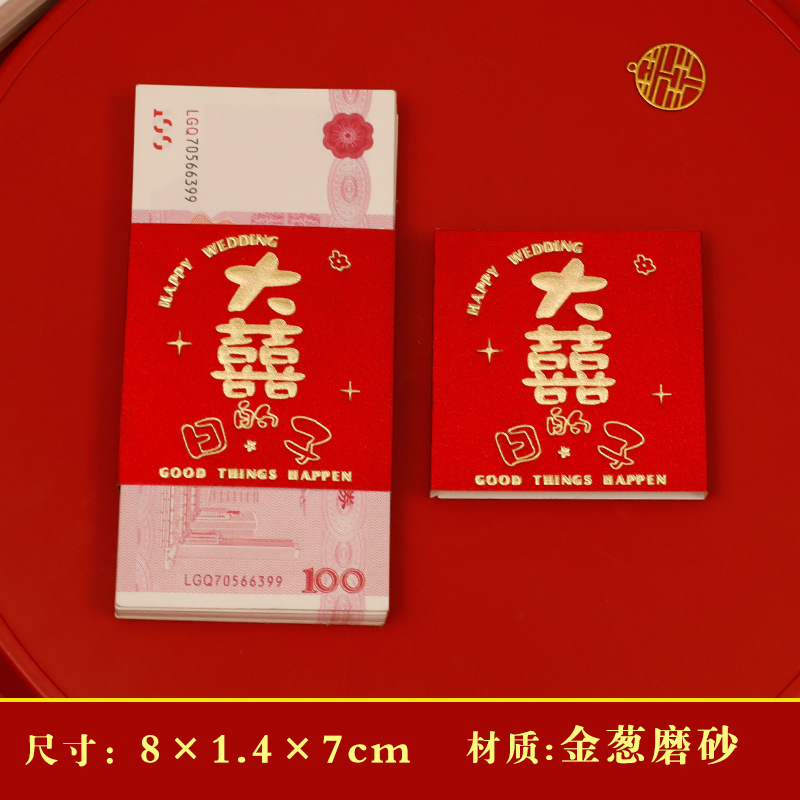 LGQ70566399
HAPPY WEDDING
大
囍
日的子
GOOD THINGS HAPPEN
券
LGQ70566399
100
HAPPY WEDDING
大
囍
日的子
GOOD THINGS HAPPEN
尺寸：8×1.4×7cm
材质:金葱磨砂